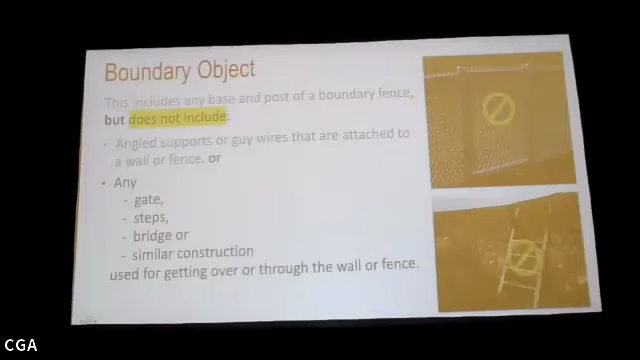 Boundary Object
This includes any base and post of a boundary fence,
but does not include:
• Angled supports or guy wires that are attached to
a wall or fence, or
• Any
- gate,
- steps,
- bridge or
- similar construction
used for getting over or through the wall or fence.
CGA